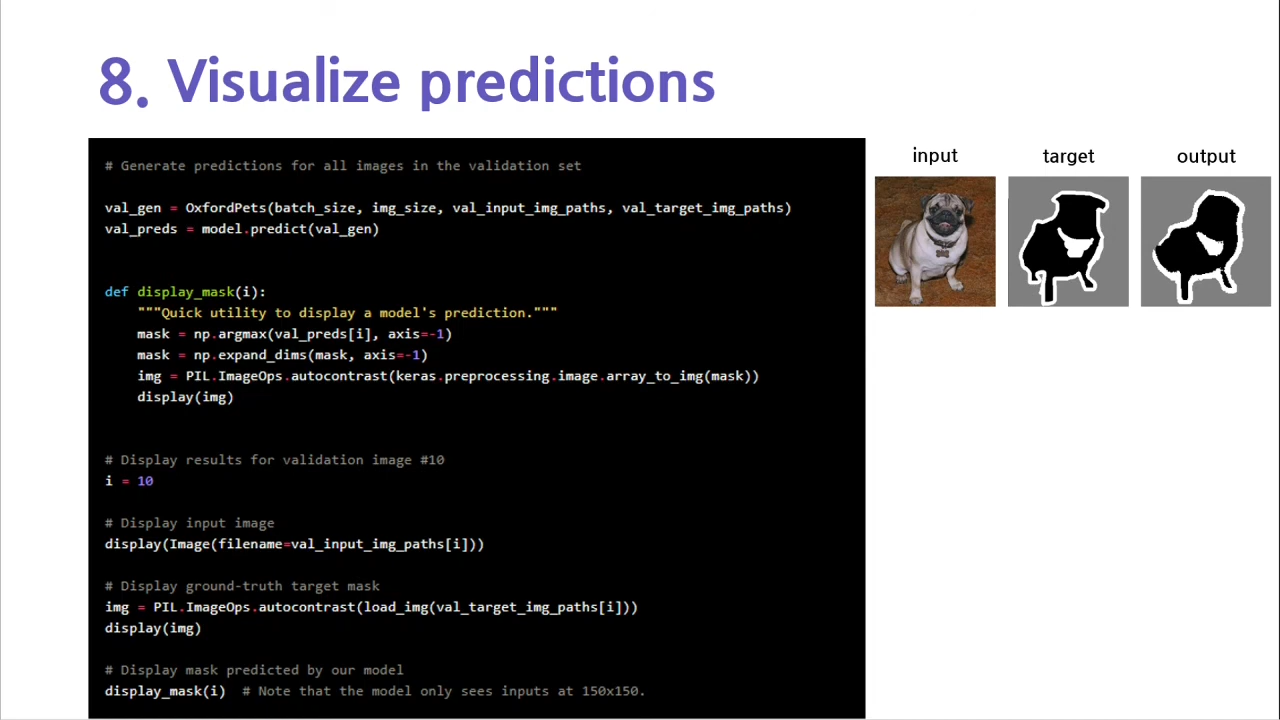 8. Visualize predictions
# Generate predictions for all images in the validation set
val_gen = OxfordPets(batch_size, img_size, val_input_img_paths, val_target_img_paths)
val_preds = model.predict(val_gen)
def display_mask(i):
"""Quick utility to display a model's prediction."""
mask = np.argmax(val_preds[i], axis=-1)
mask = np.expand_dims(mask, axis=-1)
img = PIL.ImageOps.autocontrast(keras.preprocessing.image.array_to_img(mask))
display(img)
# Display results for validation image #10
i = 10
# Display input image
display(Image(filename=val_input_img_paths[i]))
# Display ground-truth target mask
img = PIL.ImageOps.autocontrast(load_img(val_target_img_paths[i]))
display(img)
# Display mask predicted by our model
display_mask(i)  # Note that the model only sees inputs at 150x150.
input
target
output